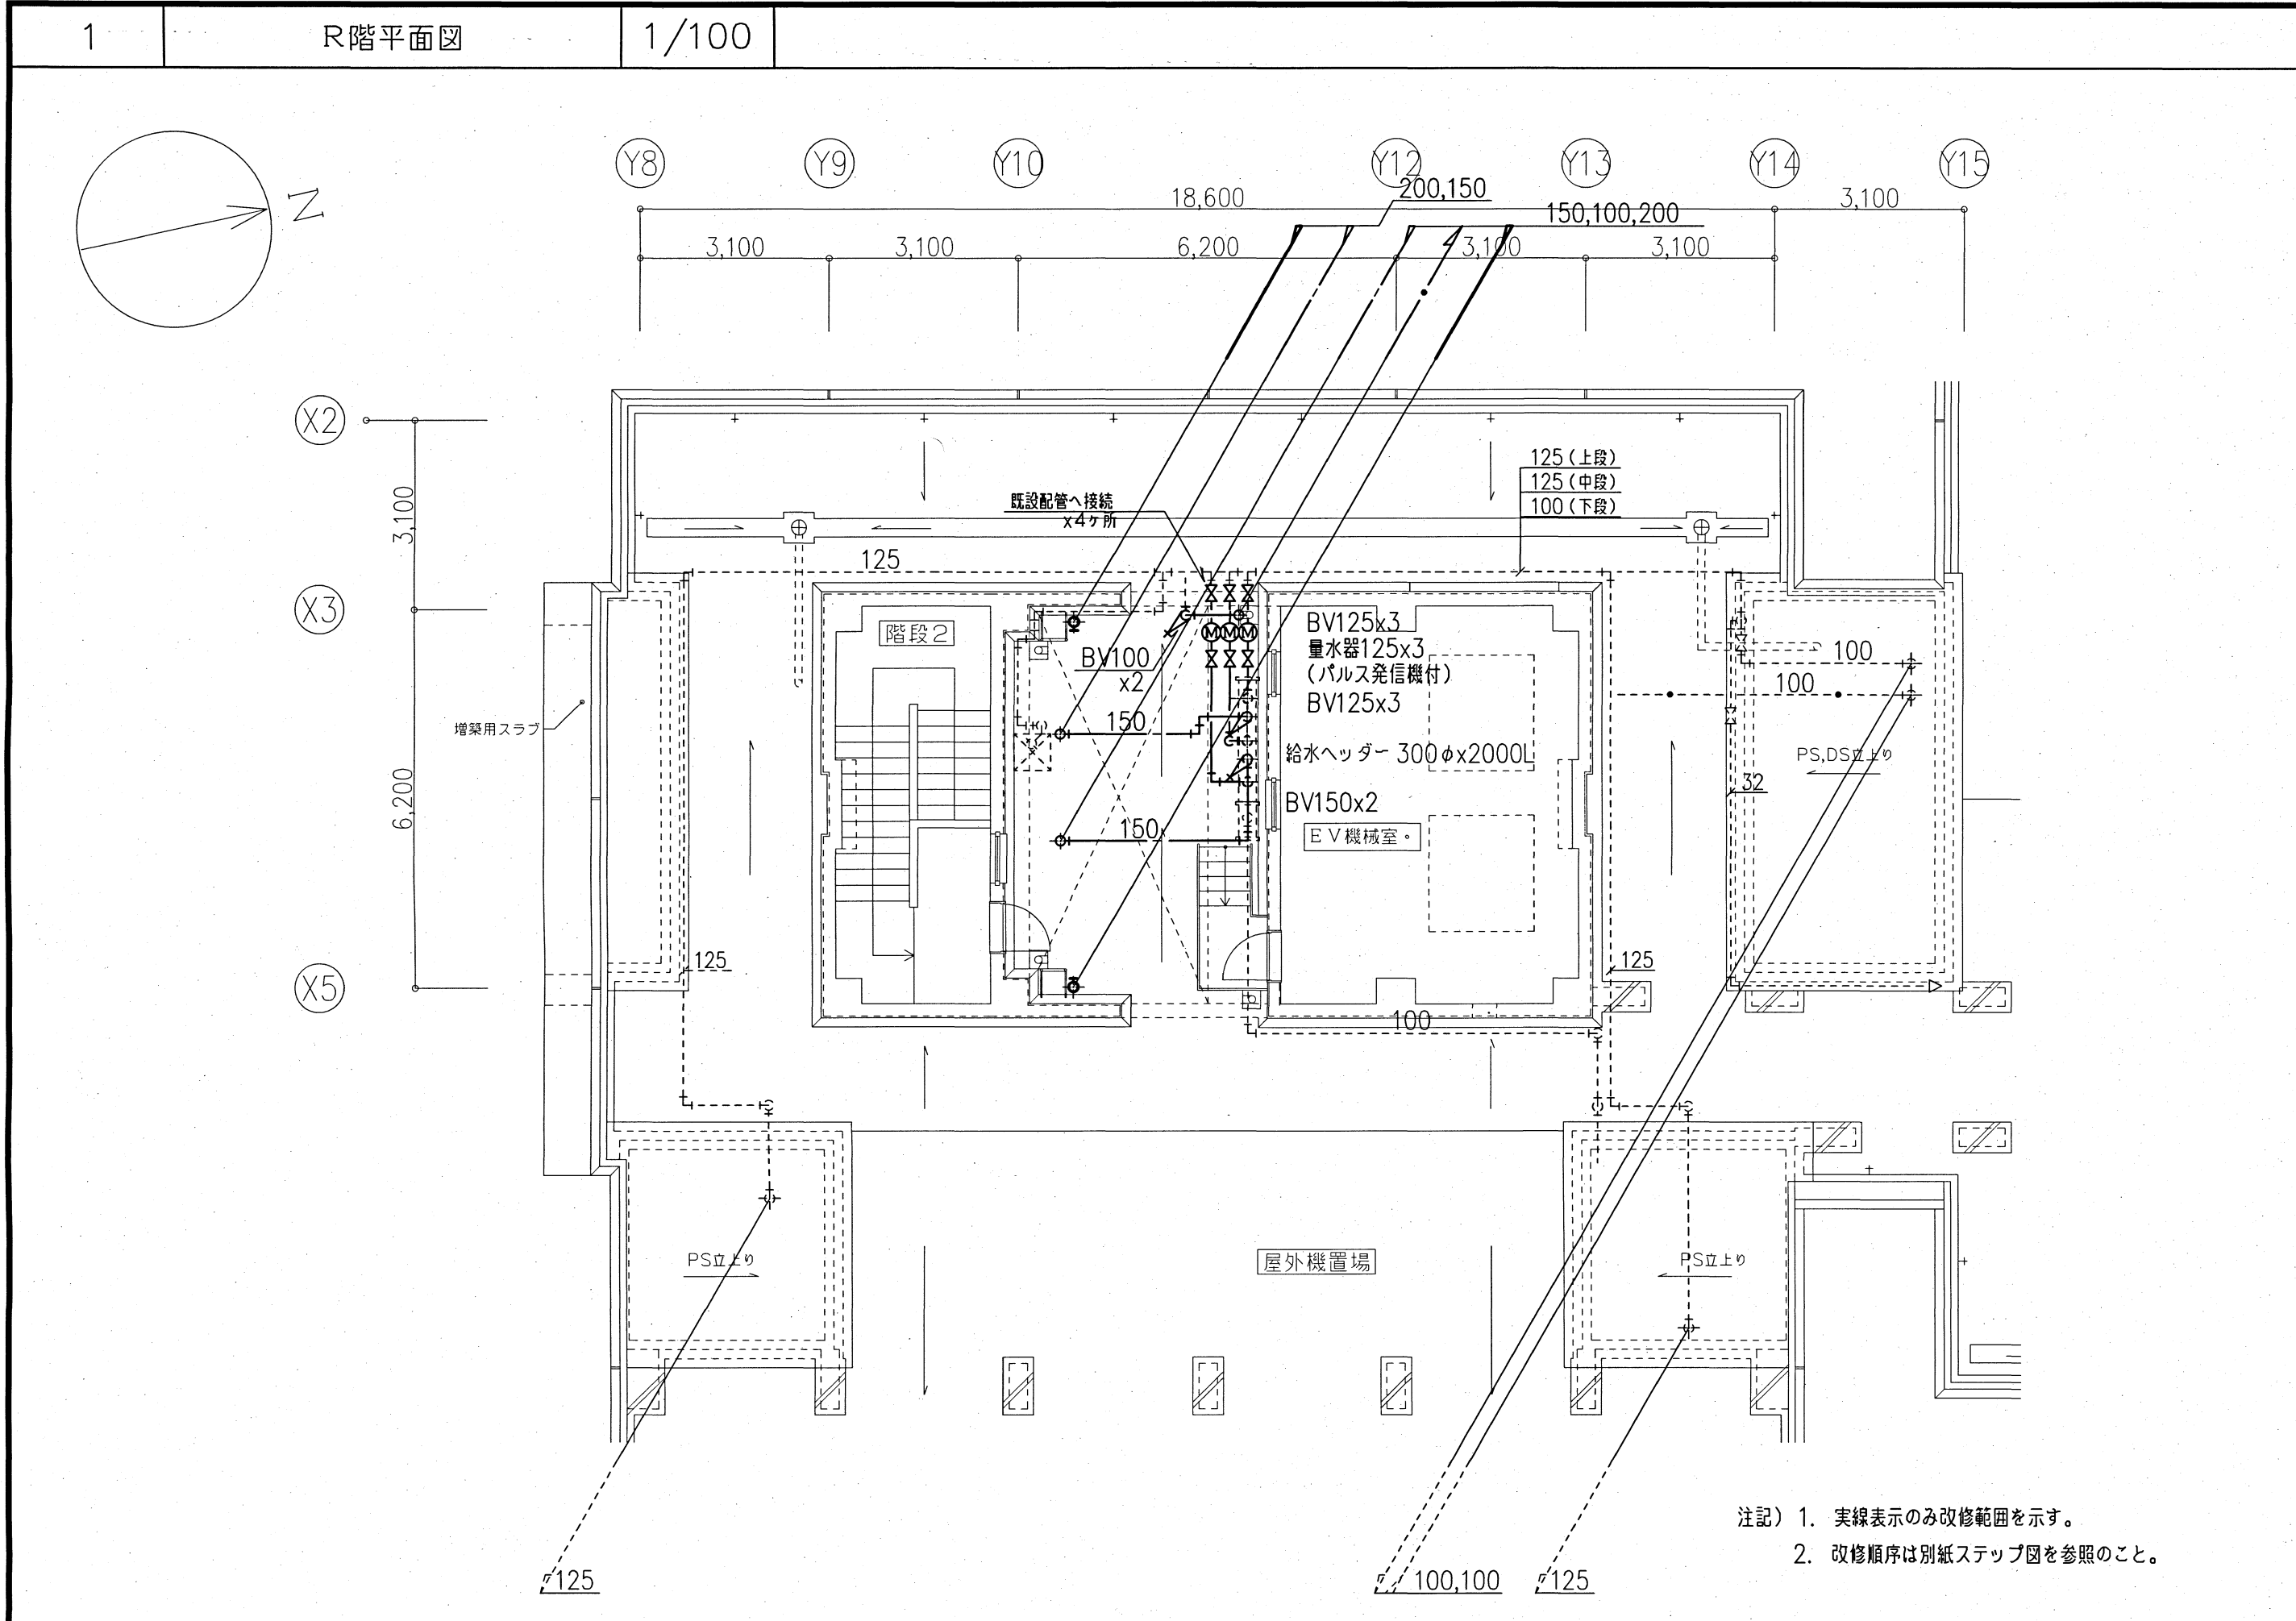 1
R階平面図
1/100
N
Y8
Y9
Y10
Y12
Y13
Y14
Y15
18,600
200,150
3,100
150,100,200
3,100
3,100
6,200
3,100
3,100
X2
3,100
X3
6,200
X5
125(上段)
125(中段)
100(下段)
既設配管へ接続
x4ヶ所
125
階段2
BV125x3
量水器125x3
(パルス発信機付)
BV125x3
BV100
x2
100
100
増築用スラブ
150
給水ヘッダー 300φx2000L
PS,DS立上り
32
BV150x2
150
EV機械室
125
125
100
PS立上り
屋外機置場
PS立上り
注記) 1. 実線表示のみ改修範囲を示す。
2. 改修順序は別紙ステップ図を参照のこと。
125
100,100
125
M
M
M